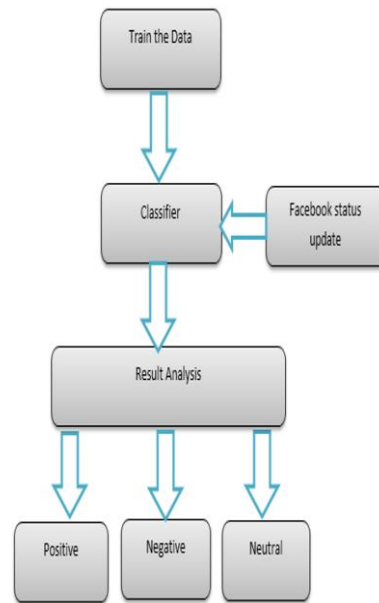 Train the Data
Classifier
Facebook status
update
Result Analysis
Positive
Negative
Neutral